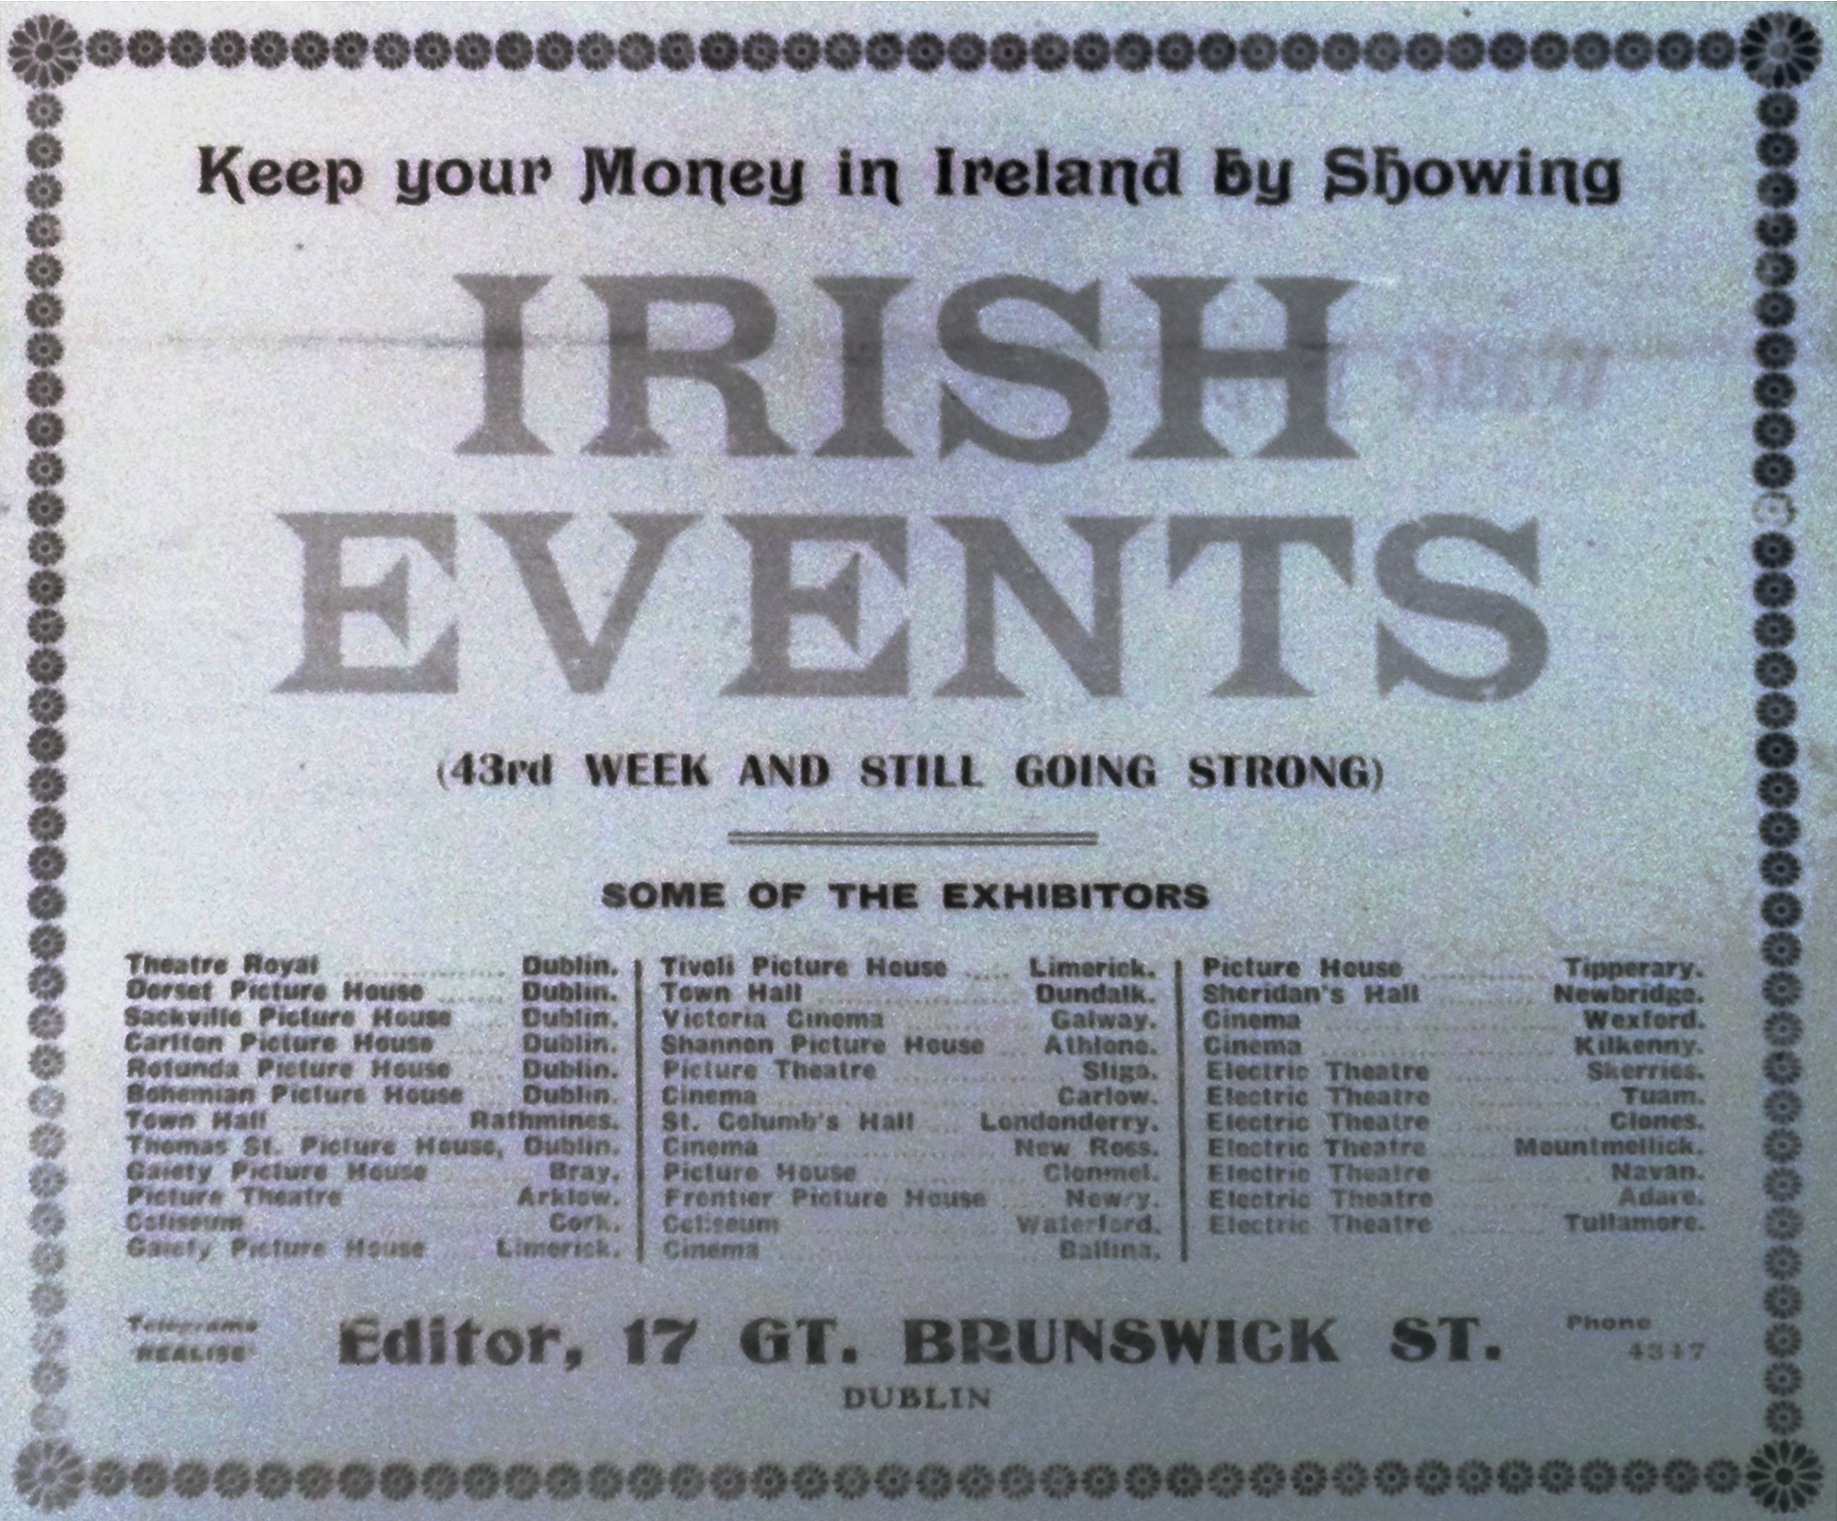 Keep your Money in Ireland by Showing
IRISH
EVENTS
(43rd WEEK AND STILL GOING STRONG)
SOME OF THE EXHIBITORS
Theatre Royal ........ Dublin.
Dorset Picture House ...... Dublin.
Sackville Picture House Dublin.
Carlton Picture House Dublin.
Rotunda Picture House .... Dublin.
Bohemian Picture House Dublin.
Town Hall Rathmines.
Thomas St. Picture House, Dublin.
Gaiety Picture House Bray.
Picture Theatre Arklow.
Coliseum Cork.
Gaiety Picture House Limerick.
Tivoli Picture House ..... Limerick.
Town Hall ........ Dundalk.
Victoria Cinema Galway.
Shannon Picture House ... Athlone.
Picture Theatre ........ Sligo.
Cinema ........ Carlow.
St. Columb's Hall Londonderry.
Cinema ........ New Ross.
Picture House ........ Clonmel.
Frontier Picture House Newry.
Coliseum ........ Waterford.
Cinema ........ Ballina.
Picture House ........ Tipperary.
Sheridan's Hall ........ Newbridge.
Cinema ........ Wexford.
Cinema ........ Kilkenny.
Electric Theatre ........ Skerries.
Electric Theatre ........ Tuam.
Electric Theatre ........ Clones.
Electric Theatre ..... Mountmellick.
Electric Theatre ........ Navan.
Electric Theatre ........ Adare.
Electric Theatre ..... Tullamore.
Telegrams
"REALISE"
Editor, 17 GT. BRUNSWICK ST.
Phone
DUBLIN